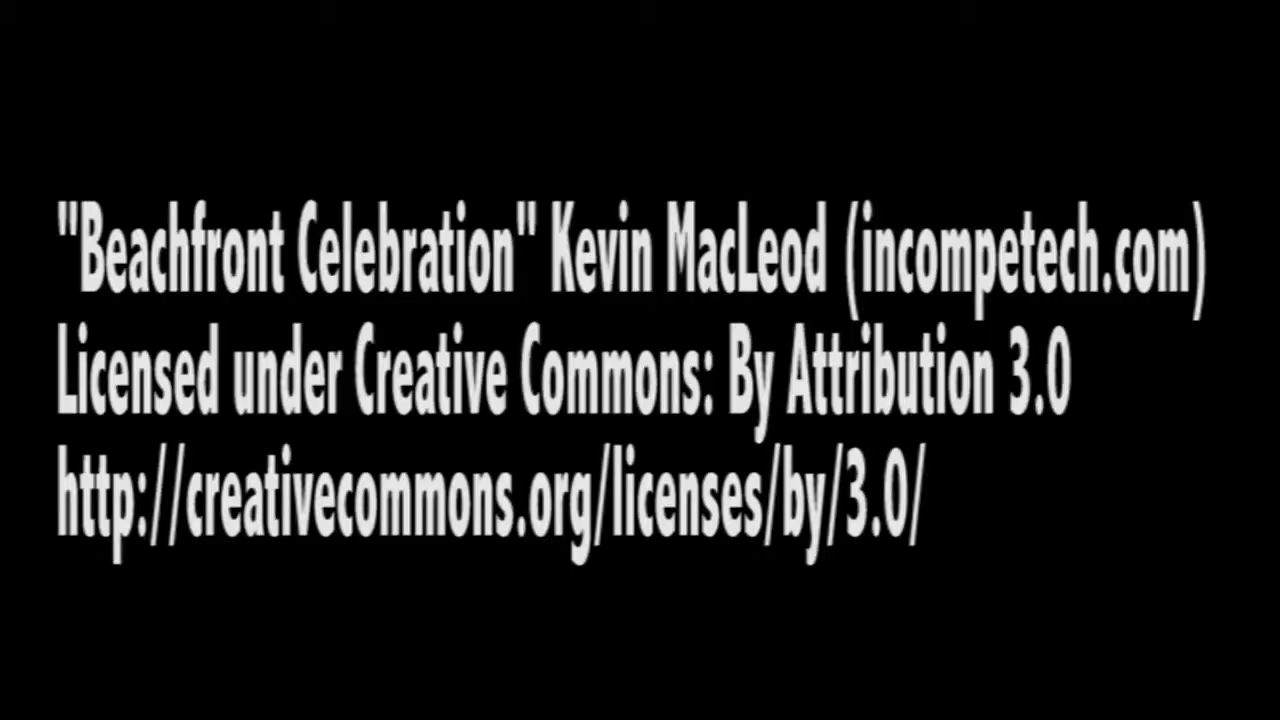 "Beachfront Celebration" Kevin MacLeod (incompetech.com)
Licensed under Creative Commons: By Attribution 3.0
http://creativecommons.org/licenses/by/3.0/